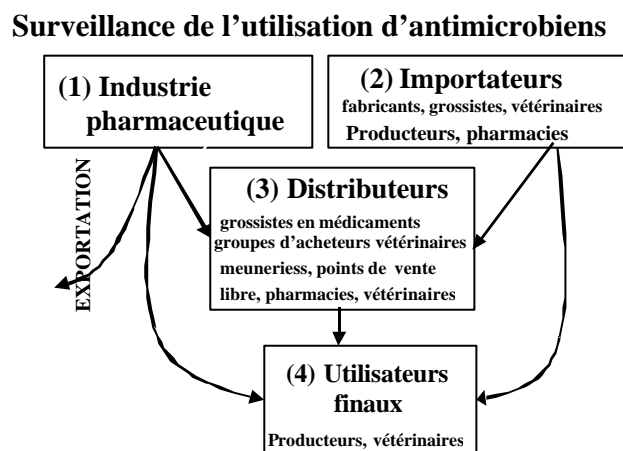 Surveillance de l'utilisation d'antimicrobiens
(1) Industrie
pharmaceutique
(2) Importateurs
fabricants, grossistes, vétérinaires
Producteurs, pharmacies
EXPORTATION
(3) Distributeurs
grossistes en médicaments
groupes d'acheteurs vétérinaires
meuneriess, points de vente
libre, pharmacies, vétérinaires
(4) Utilisateurs
finaux
Producteurs, vétérinaires